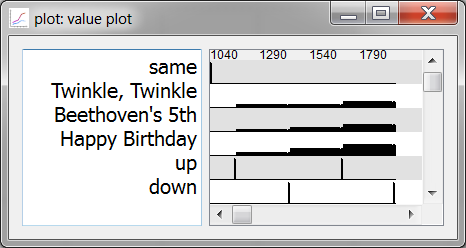 plot: value plot
1040 1290 1540 1790
same
Twinkle, Twinkle
Beethoven's 5th
Happy Birthday
up
down